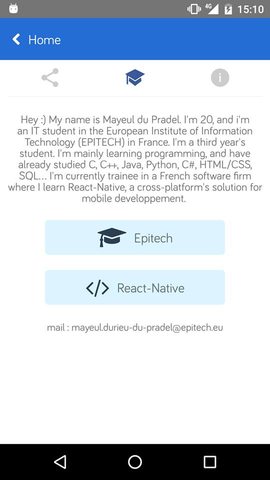 4G 15:10
Home
Hey :) My name is Mayeul du Pradel. I'm 20, and i'm
an IT student in the European Institute of Information
Technology (EPITECH) in France. I'm a third year's
student. I'm mainly learning programming, and have
already studied C, C++, Java, Python, C#, HTML/CSS,
SQL... I'm currently trainee in a French software firm
where I learn React-Native, a cross-platform's solution for
mobile developpement.
Epitech
React-Native
mail : mayeul.durieu-du-pradel@epitech.eu